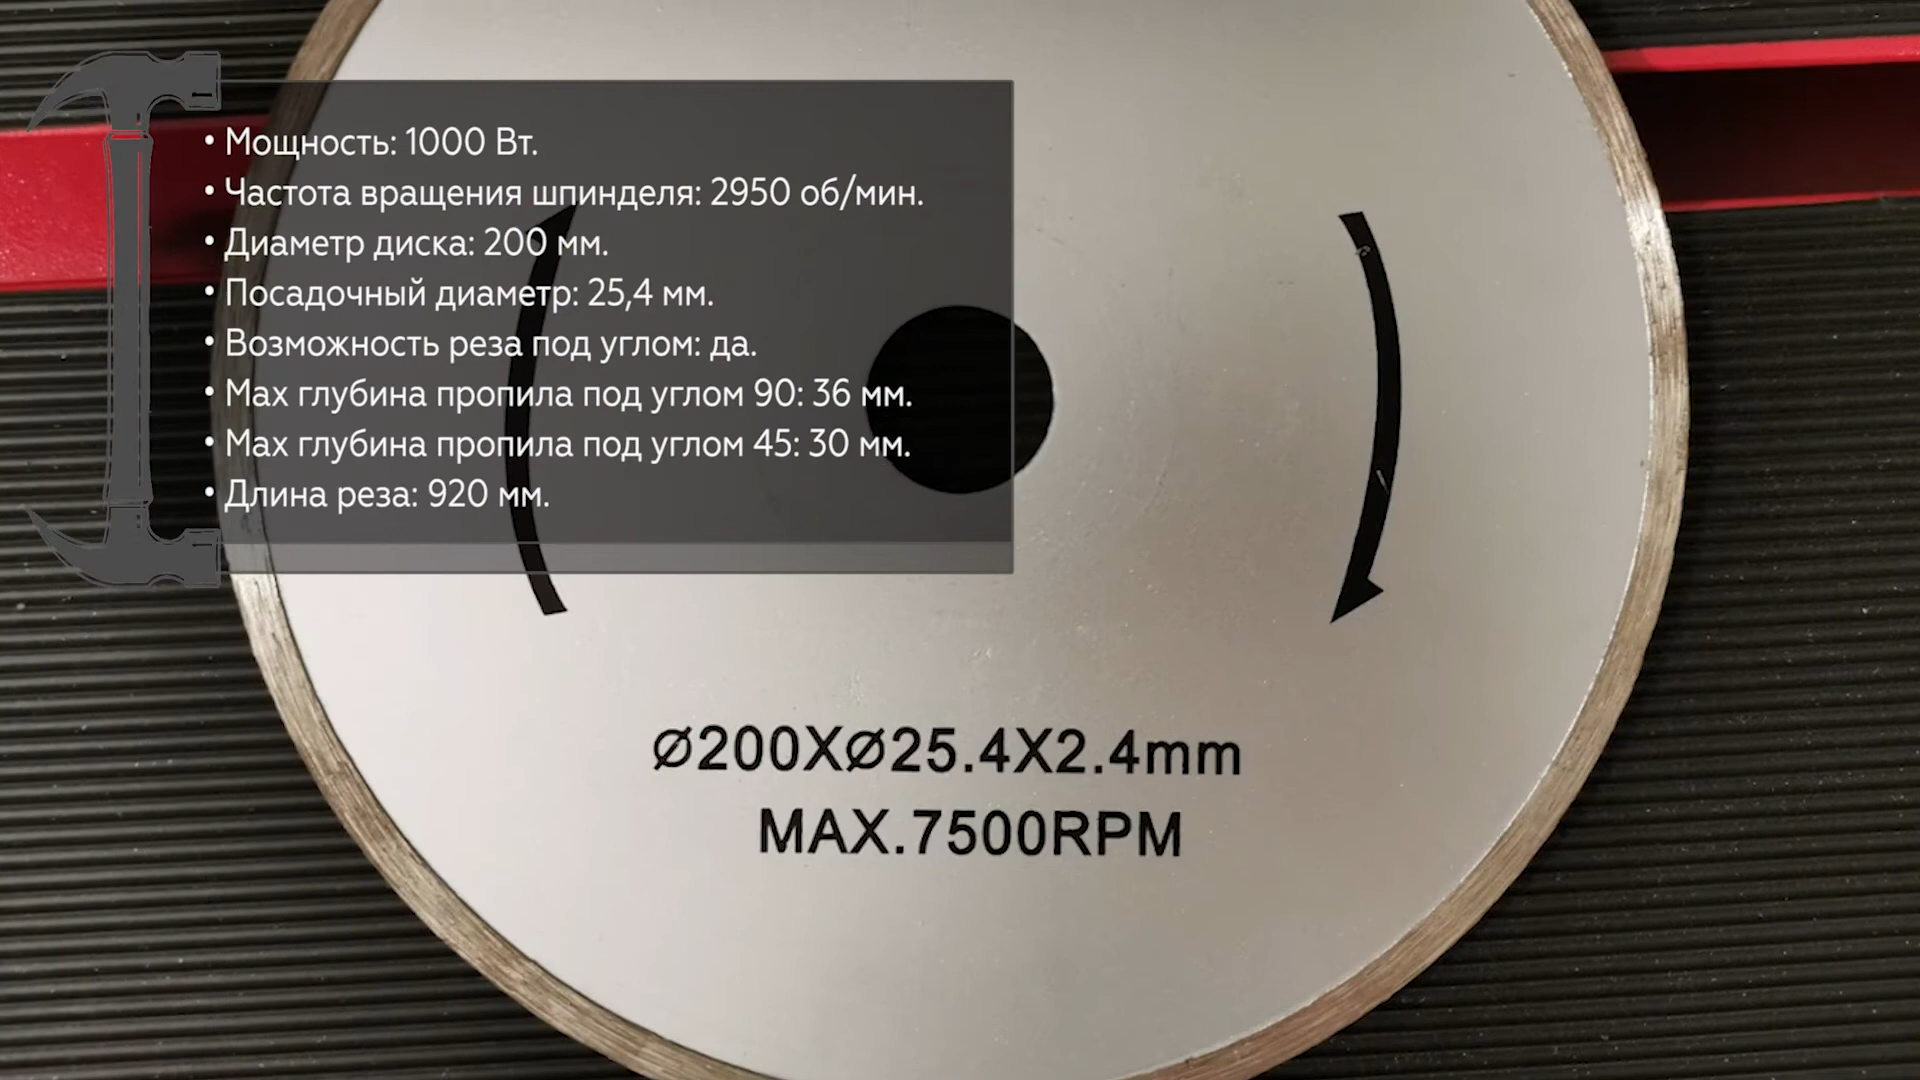 • Мощность: 1000 Вт.
• Частота вращения шпинделя: 2950 об/мин.
• Диаметр диска: 200 мм.
• Посадочный диаметр: 25,4 мм.
• Возможность реза под углом: да.
• Мах глубина пропила под углом 90: 36 мм.
• Мах глубина пропила под углом 45: 30 мм.
• Длина реза: 920 мм.
Ø200XØ25.4X2.4mm
MAX.7500RPM